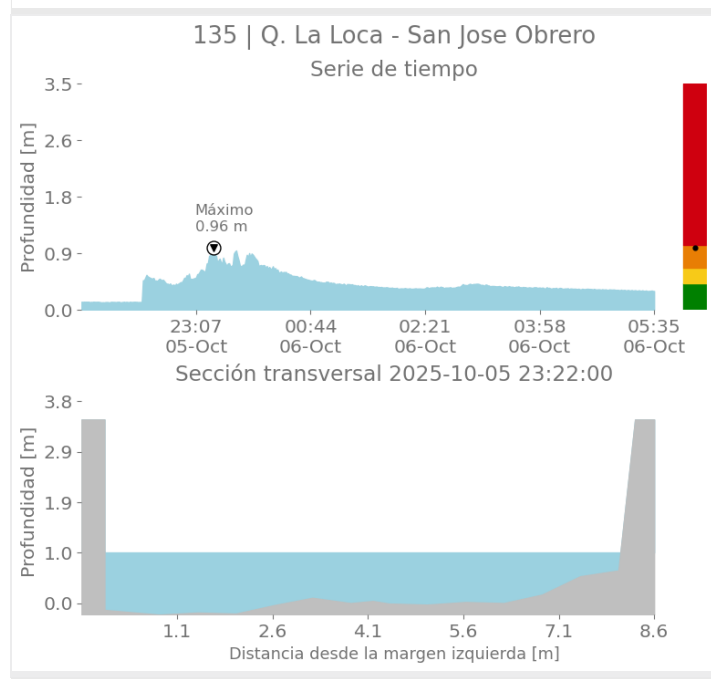 135 | Q. La Loca - San Jose Obrero
Serie de tiempo
Profundidad [m]
3.5
2.6
1.8
0.9
0.0
Máximo
0.96 m
23:07 00:44 02:21 03:58 05:35
05-Oct 06-Oct 06-Oct 06-Oct 06-Oct
Sección transversal 2025-10-05 23:22:00
Profundidad [m]
3.8
2.9
1.9
1.0
0.0
1.1 2.6 4.1 5.6 7.1 8.6
Distancia desde la margen izquierda [m]